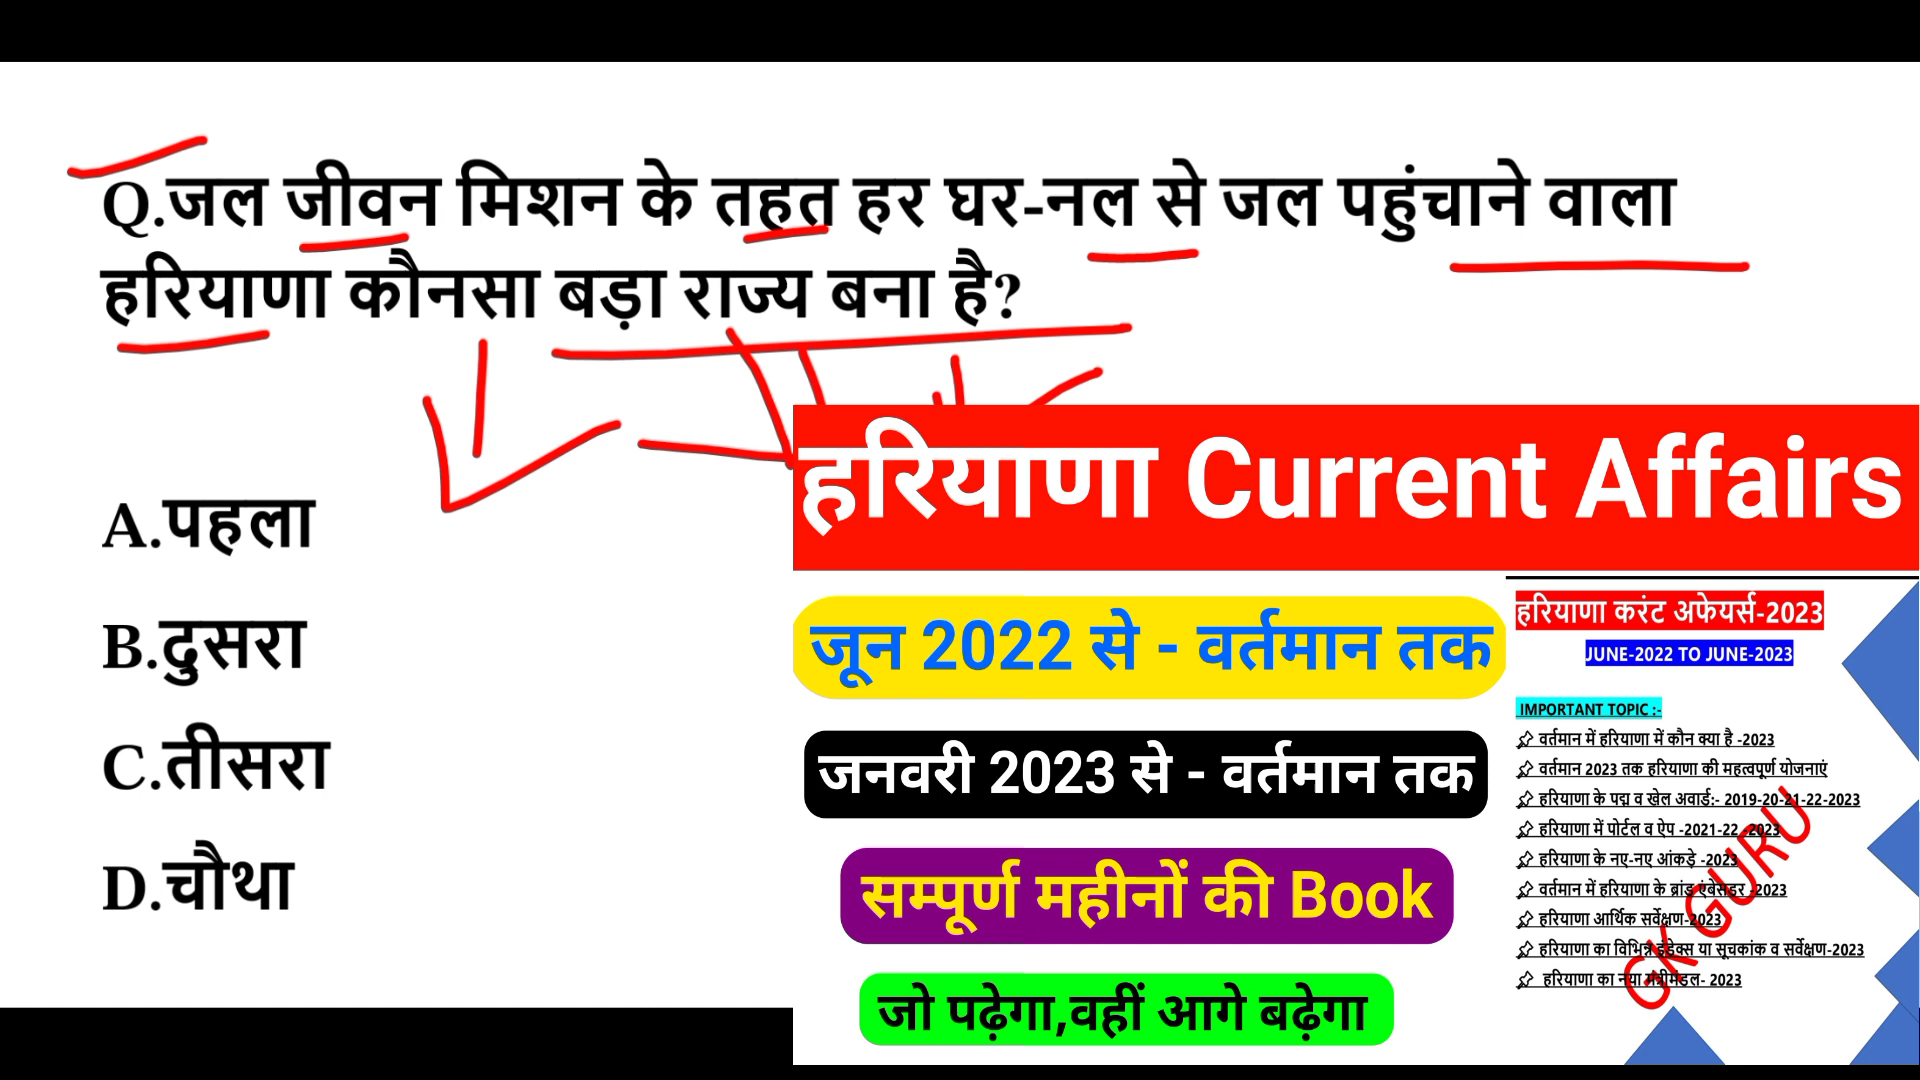 Q.जल जीवन मिशन के तहत हर घर-नल से जल पहुंचाने वाला
हरियाणा कौनसा बड़ा राज्य बना है?
A.पहला
B.दुसरा
C.तीसरा
D.चौथा
हरियाणा Current Affairs
जून 2022 से - वर्तमान तक
जनवरी 2023 से - वर्तमान तक
सम्पूर्ण महीनों की Book
जो पढ़ेगा,वहीं आगे बढ़ेगा
हरियाणा करंट अफेयर्स-2023
JUNE-2022 TO JUNE-2023
IMPORTANT TOPIC :-
वर्तमान में हरियाणा में कौन क्या है -2023
वर्तमान 2023 तक हरियाणा की महत्वपूर्ण योजनाएं
हरियाणा के पद्म व खेल अवार्ड:- 2019-20-21-22-2023
हरियाणा में पोर्टल व ऐप -2021-22 -2023
हरियाणा के नए-नए आंकड़े -2023
वर्तमान में हरियाणा के ब्रांड एंबेसडर -2023
हरियाणा आर्थिक सर्वेक्षण-2023
हरियाणा का विभिन्न इंडेक्स या सूचकांक व सर्वेक्षण-2023
हरियाणा का नया मंत्रीमंडल- 2023
GK GURU